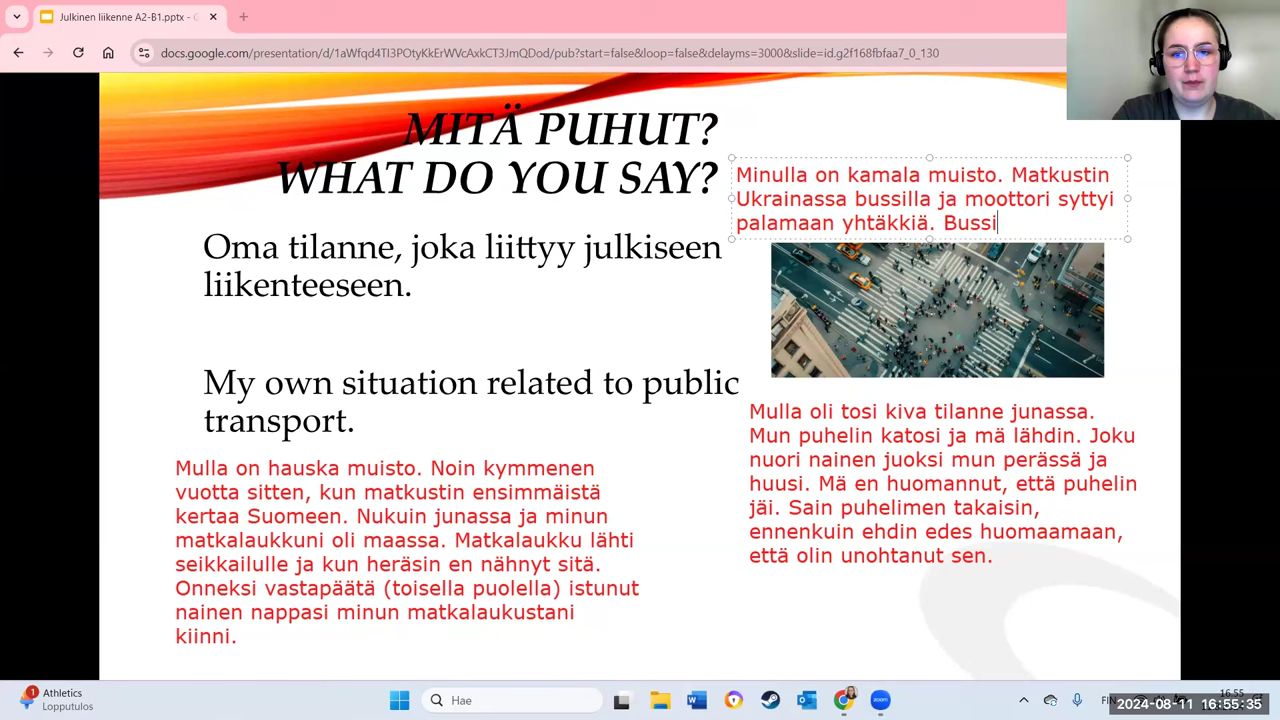 Julkinen liikenne A2-B1.pptx - G
docs.google.com/presentation/d/1aWfqd4TI3POtyKkErWVcAxkCT3JmQDod/pub?start=false&loop=false&delayms=3000&slide=id.g2f168fbfaa7_0_130
MITÄ PUHUT?
WHAT DO YOU SAY?
Oma tilanne, joka liittyy julkiseen
liikenteeseen.
My own situation related to public
transport.
Mulla on hauska muisto. Noin kymmenen
vuotta sitten, kun matkustin ensimmäistä
kertaa Suomeen. Nukuin junassa ja minun
matkalaukkuni oli maassa. Matkalaukku lähti
seikkailulle ja kun heräsin en nähnyt sitä.
Onneksi vastapäätä (toisella puolella) istunut
nainen nappasi minun matkalaukustani
kiinni.
Minulla on kamala muisto. Matkustin
Ukrainassa bussilla ja moottori syttyi
palamaan yhtäkkiä. Bussi
Mulla oli tosi kiva tilanne junassa.
Mun puhelin katosi ja mä lähdin. Joku
nuori nainen juoksi mun perässä ja
huusi. Mä en huomannut, että puhelin
jäi. Sain puhelimen takaisin,
ennenkuin ehdin edes huomaamaan,
että olin unohtanut sen.
1
Athletics
Lopputulos
Hae
zoom
FIN
16.55
2024-08-11 16:55:35